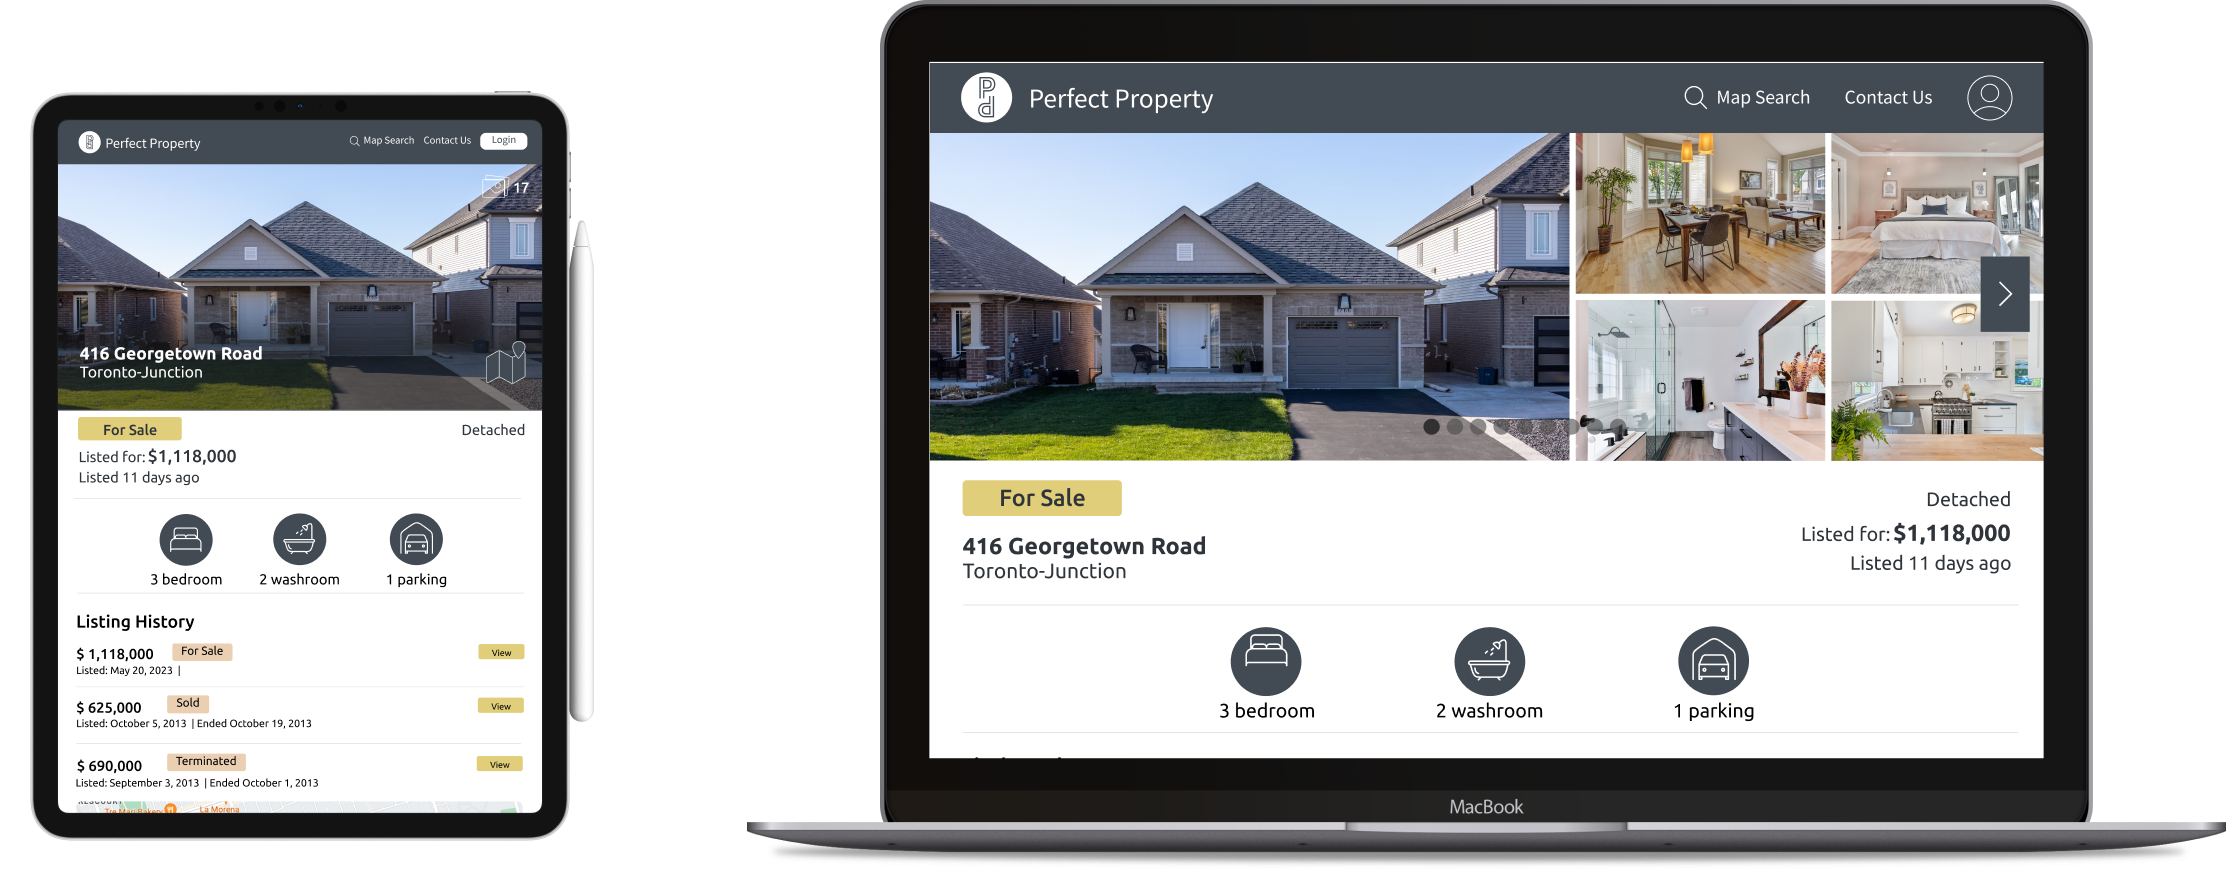 Perfect Property
Map Search
Contact Us
Login
17
416 Georgetown Road
Toronto-Junction
For Sale
Detached
Listed for: $1,118,000
Listed 11 days ago
3 bedroom
2 washroom
1 parking
Listing History
$ 1,118,000 For Sale
View
Listed: May 20, 2023 |
$ 625,000 Sold
View
Listed: October 5, 2013 | Ended October 19, 2013
$ 690,000 Terminated
View
Listed: September 3, 2013 | Ended October 1, 2013
Tre Mari Bakery
La Morena
Perfect Property
Map Search
Contact Us
For Sale
416 Georgetown Road
Toronto-Junction
Detached
Listed for: $1,118,000
Listed 11 days ago
3 bedroom
2 washroom
1 parking
MacBook